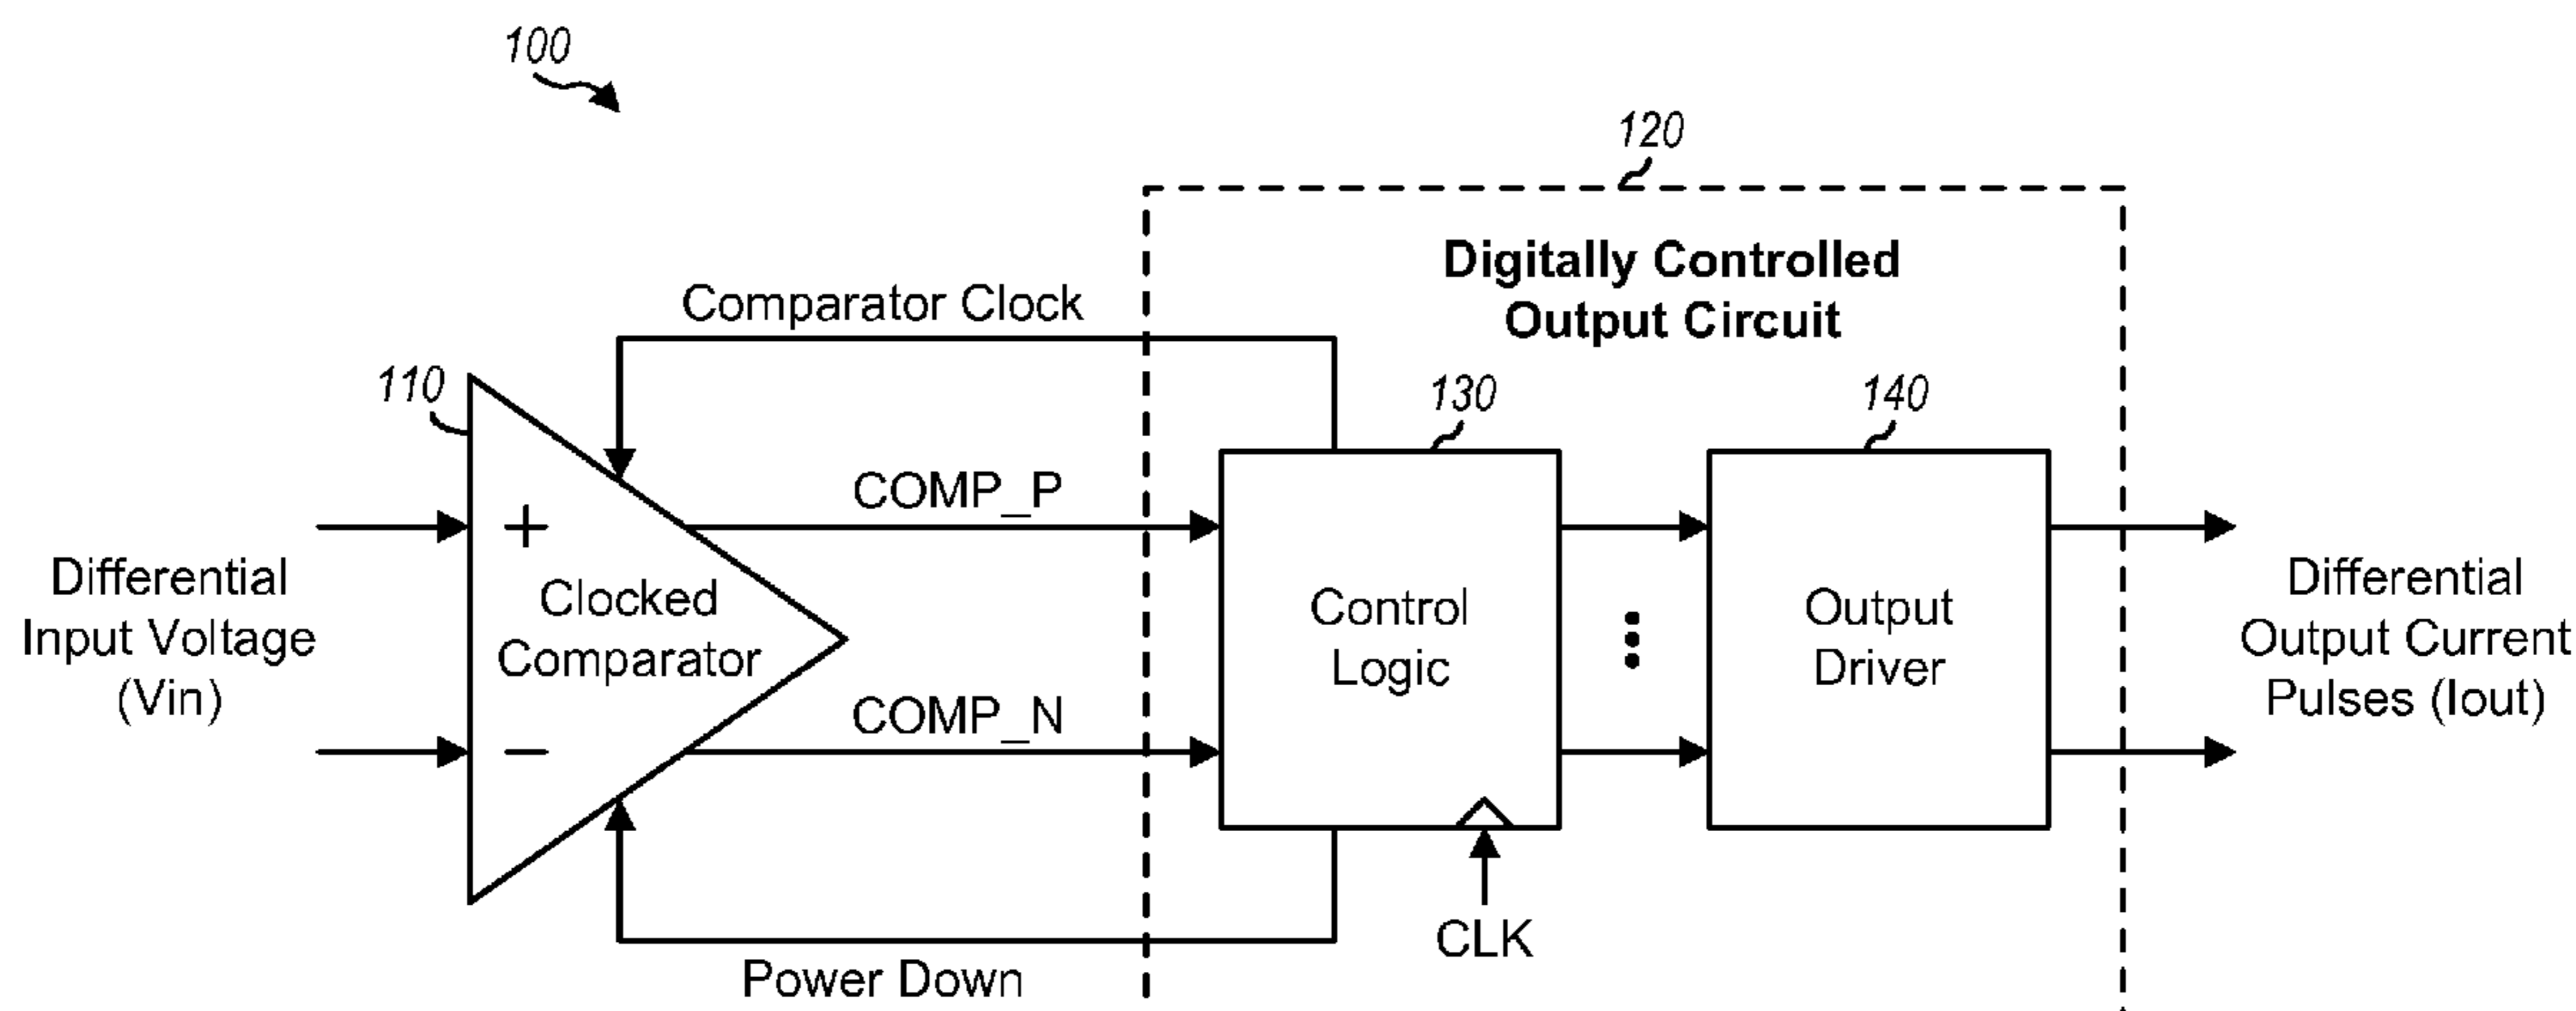 100
120
Digitally Controlled
Output Circuit
Comparator Clock
110
130
140
COMP_P
+
Differential
Input Voltage
(Vin)
Clocked
Comparator
Control
Logic
Output
Driver
Differential
Output Current
Pulses (Iout)
COMP_N
−
CLK
Power Down